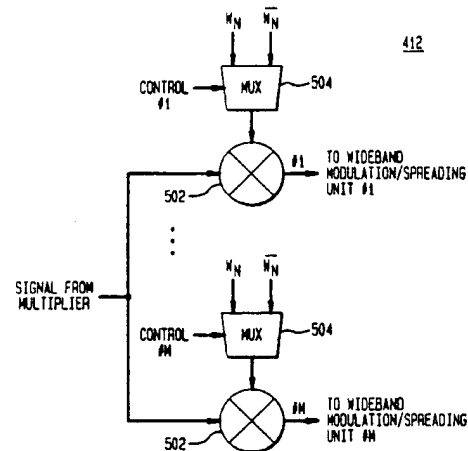 W_N W̅_N
412
504
CONTROL #1
MUX
#1
TO WIDEBAND MODULATION/SPREADING UNIT #1
502
SIGNAL FROM MULTIPLIER
W_N W̅_N
504
CONTROL #M
MUX
#M
TO WIDEBAND MODULATION/SPREADING UNIT #M
502